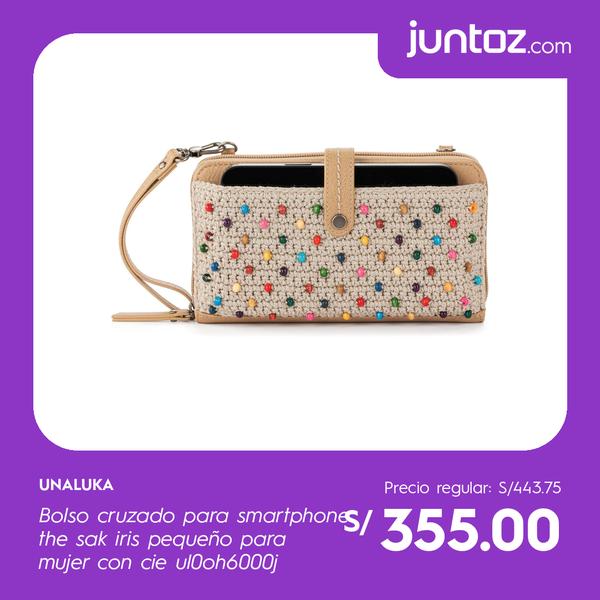 juntoz.com
UNALUKA
Bolso cruzado para smartphone
the sak iris pequeño para
mujer con cie ul0oh6000j
Precio regular: S/443.75
S/ 355.00